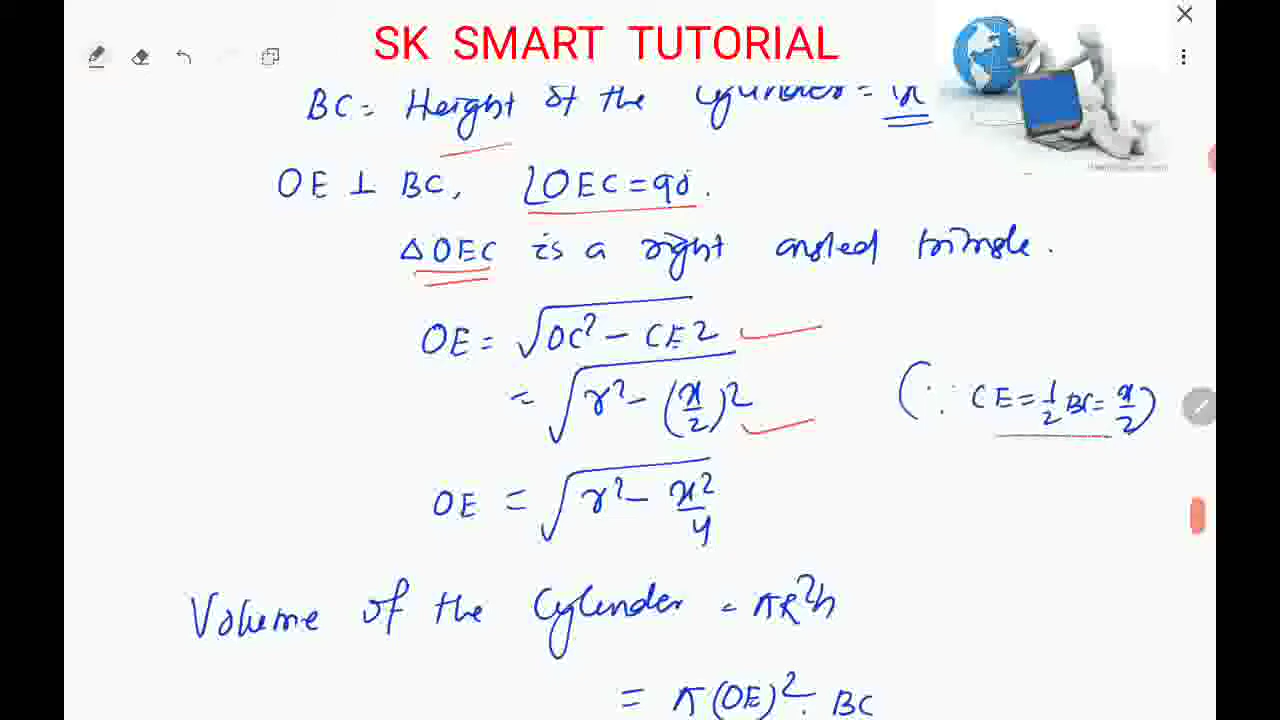 SK SMART TUTORIAL
BC = Height of the Cylinder = x
OE ⊥ BC, ∠OEC = 90°.
△OEC is a right angled triangle.
OE = √(OC² − CE²)
= √(r² − (x/2)²) (∵ CE = 1/2 BC = x/2)
OE = √(r² − x²/4)
Volume of the Cylinder = πR²h
= π(OE)². BC